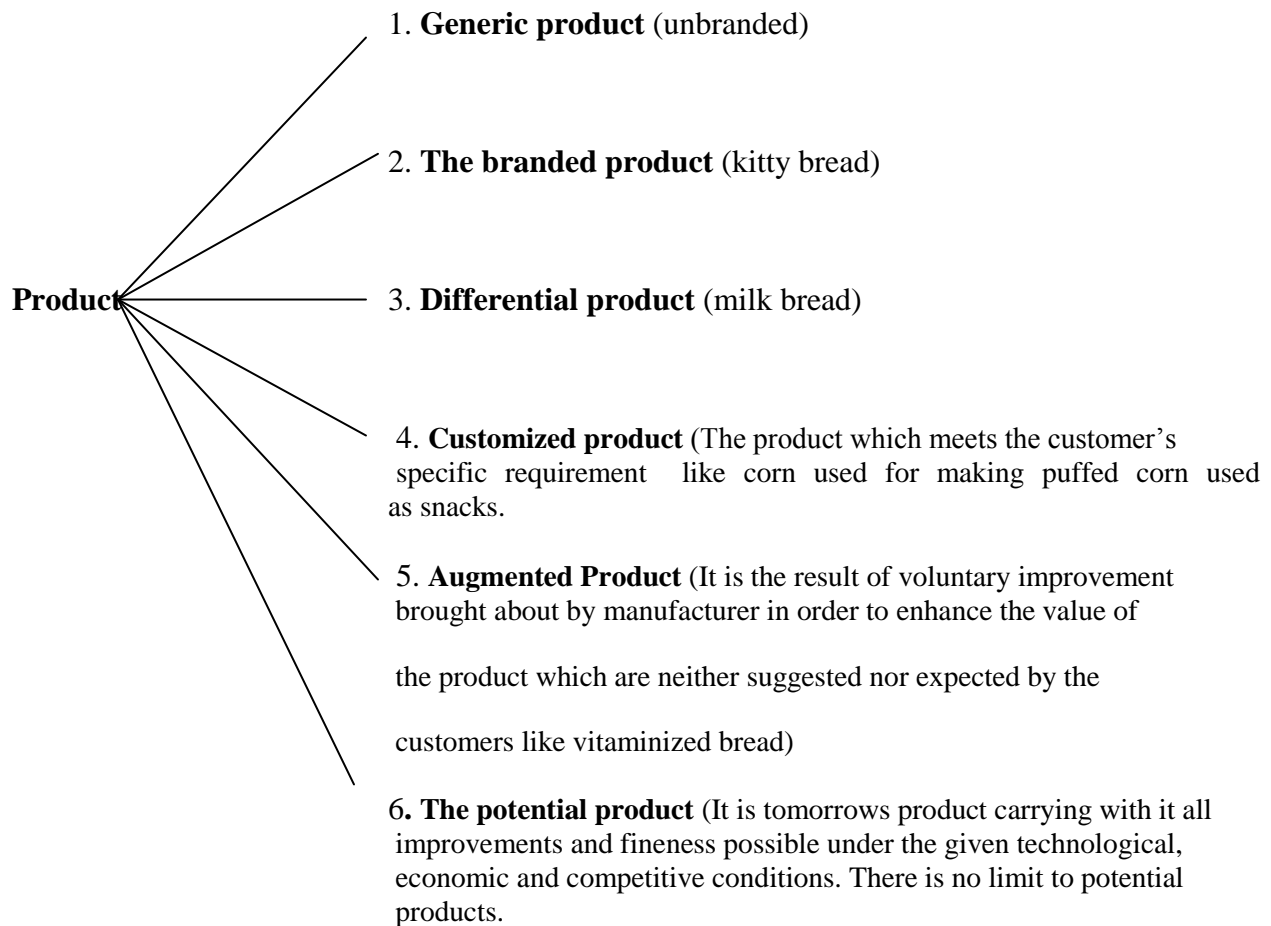 1. Generic product (unbranded)
2. The branded product (kitty bread)
Product
3. Differential product (milk bread)
4. Customized product (The product which meets the customer’s
specific requirement like corn used for making puffed corn used
as snacks.
5. Augmented Product (It is the result of voluntary improvement
brought about by manufacturer in order to enhance the value of
the product which are neither suggested nor expected by the
customers like vitaminized bread)
6. The potential product (It is tomorrows product carrying with it all
improvements and fineness possible under the given technological,
economic and competitive conditions. There is no limit to potential
products.